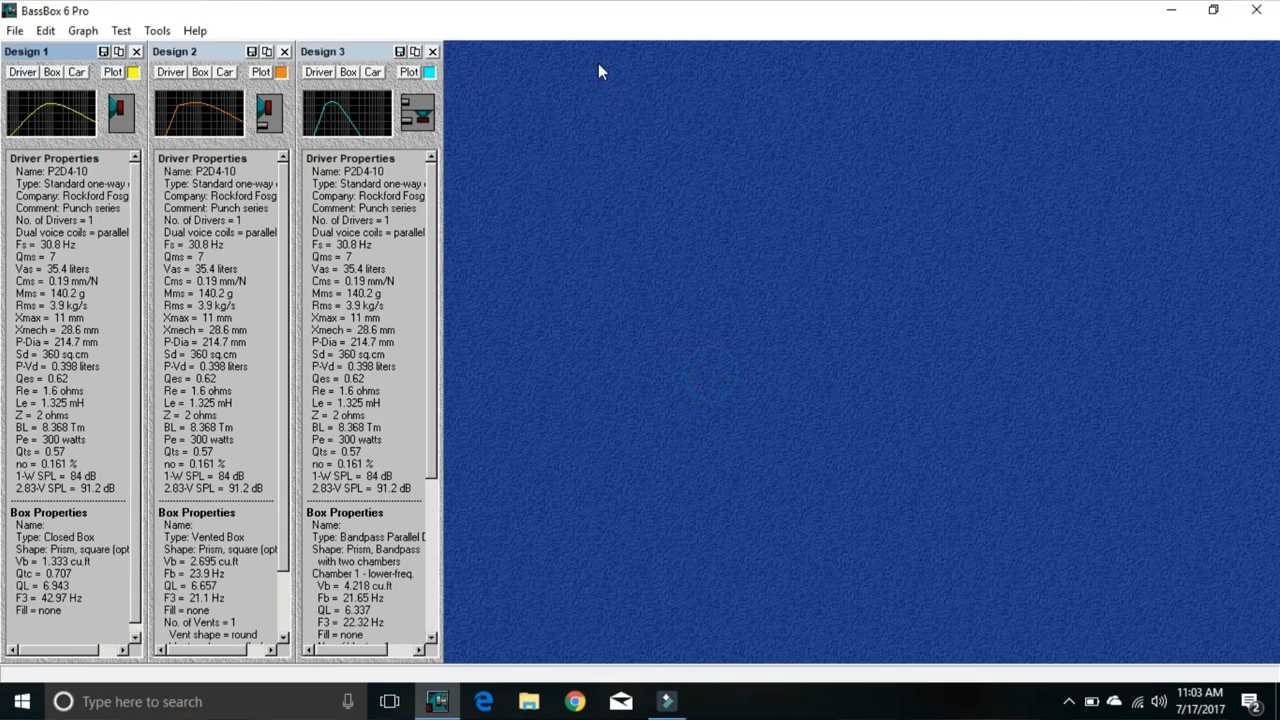 BassBox 6 Pro
File Edit Graph Test Tools Help
Design 1
Driver Box Car Plot
Driver Properties
Name: P2D4-10
Type: Standard one-way
Company: Rockford Fosg
Comment: Punch series
No. of Drivers = 1
Dual voice coils = parallel
Fs = 30.8 Hz
Qms = 7
Vas = 35.4 liters
Cms = 0.19 mm/N
Mms = 140.2 g
Rms = 3.9 kg/s
Xmax = 11 mm
Xmech = 28.6 mm
P-Dia = 214.7 mm
Sd = 360 sq.cm
P-Vd = 0.398 liters
Qes = 0.62
Re = 1.6 ohms
Le = 1.325 mH
Z = 2 ohms
BL = 8.368 Tm
Pe = 300 watts
Qts = 0.57
no = 0.161 %
1-W SPL = 84 dB
2.83-V SPL = 91.2 dB
Box Properties
Name:
Type: Closed Box
Shape: Prism, square (opt
Vb = 1.333 cu.ft
Qtc = 0.707
QL = 6.943
F3 = 42.97 Hz
Fill = none
Design 2
Driver Box Car Plot
Driver Properties
Name: P2D4-10
Type: Standard one-way
Company: Rockford Fosg
Comment: Punch series
No. of Drivers = 1
Dual voice coils = parallel
Fs = 30.8 Hz
Qms = 7
Vas = 35.4 liters
Cms = 0.19 mm/N
Mms = 140.2 g
Rms = 3.9 kg/s
Xmax = 11 mm
Xmech = 28.6 mm
P-Dia = 214.7 mm
Sd = 360 sq.cm
P-Vd = 0.398 liters
Qes = 0.62
Re = 1.6 ohms
Le = 1.325 mH
Z = 2 ohms
BL = 8.368 Tm
Pe = 300 watts
Qts = 0.57
no = 0.161 %
1-W SPL = 84 dB
2.83-V SPL = 91.2 dB
Box Properties
Name:
Type: Vented Box
Shape: Prism, square (opt
Vb = 2.695 cu.ft
Fb = 23.9 Hz
QL = 6.657
F3 = 21.1 Hz
Fill = none
No. of Vents = 1
Vent shape = round
Design 3
Driver Box Car Plot
Driver Properties
Name: P2D4-10
Type: Standard one-way
Company: Rockford Fosg
Comment: Punch series
No. of Drivers = 1
Dual voice coils = parallel
Fs = 30.8 Hz
Qms = 7
Vas = 35.4 liters
Cms = 0.19 mm/N
Mms = 140.2 g
Rms = 3.9 kg/s
Xmax = 11 mm
Xmech = 28.6 mm
P-Dia = 214.7 mm
Sd = 360 sq.cm
P-Vd = 0.398 liters
Qes = 0.62
Re = 1.6 ohms
Le = 1.325 mH
Z = 2 ohms
BL = 8.368 Tm
Pe = 300 watts
Qts = 0.57
no = 0.161 %
1-W SPL = 84 dB
2.83-V SPL = 91.2 dB
Box Properties
Name:
Type: Bandpass Parallel
Shape: Prism, Bandpass
with two chambers
Chamber 1 - lower-freq.
Vb = 4.218 cu.ft
Fb = 21.65 Hz
QL = 6.337
F3 = 22.32 Hz
Fill = none
Type here to search
11:03 AM
7/17/2017
2